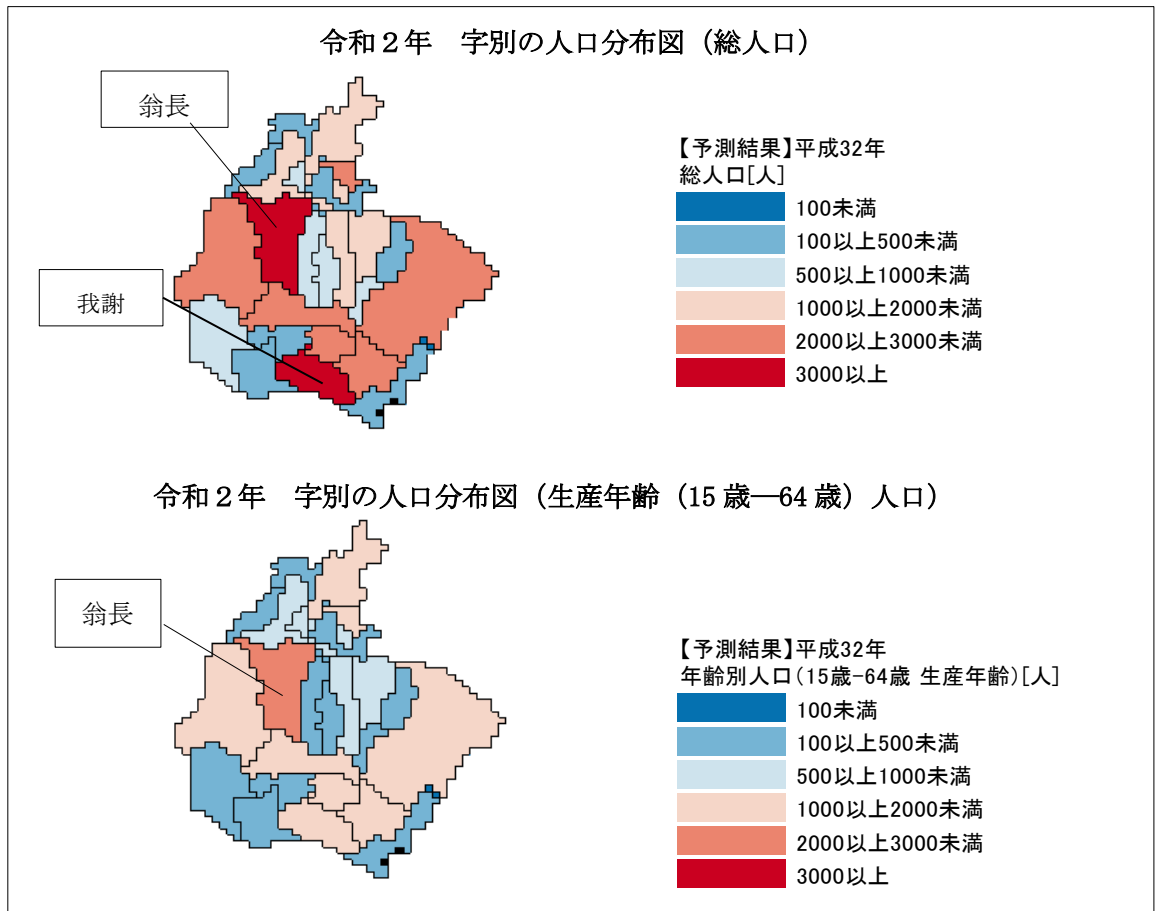 令和２年　字別の人口分布図（総人口）
翁長
我謝
【予測結果】平成32年
総人口[人]
100未満
100以上500未満
500以上1000未満
1000以上2000未満
2000以上3000未満
3000以上
令和２年　字別の人口分布図（生産年齢（15 歳―64 歳）人口）
翁長
【予測結果】平成32年
年齢別人口（15歳-64歳 生産年齢）[人]
100未満
100以上500未満
500以上1000未満
1000以上2000未満
2000以上3000未満
3000以上